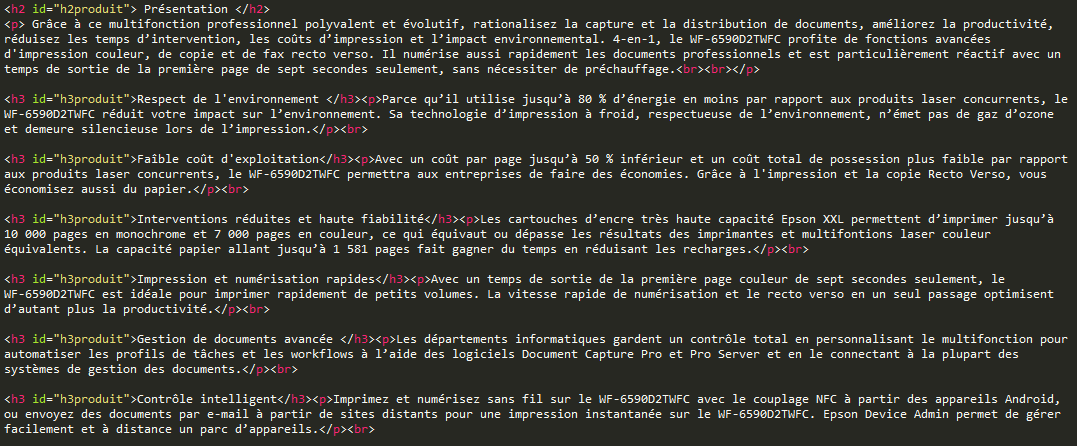 <h2 id="h2produit"> Présentation </h2>
<p> Grâce à ce multifonction professionnel polyvalent et évolutif, rationalisez la capture et la distribution de documents, améliorez la productivité,
réduisez les temps d’intervention, les coûts d’impression et l’impact environnemental. 4-en-1, le WF-6590D2TWFC profite de fonctions avancées
d'impression couleur, de copie et de fax recto verso. Il numérise aussi rapidement les documents professionnels et est particulièrement réactif avec un
temps de sortie de la première page de sept secondes seulement, sans nécessiter de préchauffage.<br><br></p>
<h3 id="h3produit">Respect de l'environnement </h3><p>Parce qu’il utilise jusqu’à 80 % d’énergie en moins par rapport aux produits laser concurrents, le
WF-6590D2TWFC réduit votre impact sur l’environnement. Sa technologie d’impression à froid, respectueuse de l’environnement, n’émet pas de gaz d’ozone
et demeure silencieuse lors de l’impression.</p><br>
<h3 id="h3produit">Faîble coût d'exploitation</h3><p>Avec un coût par page jusqu’à 50 % inférieur et un coût total de possession plus faible par rapport
aux produits laser concurrents, le WF-6590D2TWFC permettra aux entreprises de faire des économies. Grâce à l'impression et la copie Recto Verso, vous
économisez aussi du papier.</p><br>
<h3 id="h3produit">Interventions réduites et haute fiabilité</h3><p>Les cartouches d’encre très haute capacité Epson XXL permettent d’imprimer jusqu’à
10 000 pages en monochrome et 7 000 pages en couleur, ce qui équivaut ou dépasse les résultats des imprimantes et multifontions laser couleur
équivalents. La capacité papier allant jusqu’à 1 581 pages fait gagner du temps en réduisant les recharges.</p><br>
<h3 id="h3produit">Impression et numérisation rapides</h3><p>Avec un temps de sortie de la première page couleur de sept secondes seulement, le
WF-6590D2TWFC est idéale pour imprimer rapidement de petits volumes. La vitesse rapide de numérisation et le recto verso en un seul passage optimisent
d’autant plus la productivité.</p><br>
<h3 id="h3produit">Gestion de documents avancée </h3><p>Les départements informatiques gardent un contrôle total en personnalisant le multifonction pour
automatiser les profils de tâches et les workflows à l’aide des logiciels Document Capture Pro et Pro Server et en le connectant à la plupart des
systèmes de gestion des documents.</p><br>
<h3 id="h3produit">Contrôle intelligent</h3><p>Imprimez et numérisez sans fil sur le WF-6590D2TWFC avec le couplage NFC à partir des appareils Android,
ou envoyez des documents par e-mail à partir de sites distants pour une impression instantanée sur le WF-6590D2TWFC. Epson Device Admin permet de gérer
facilement et à distance un parc d’appareils.</p><br>